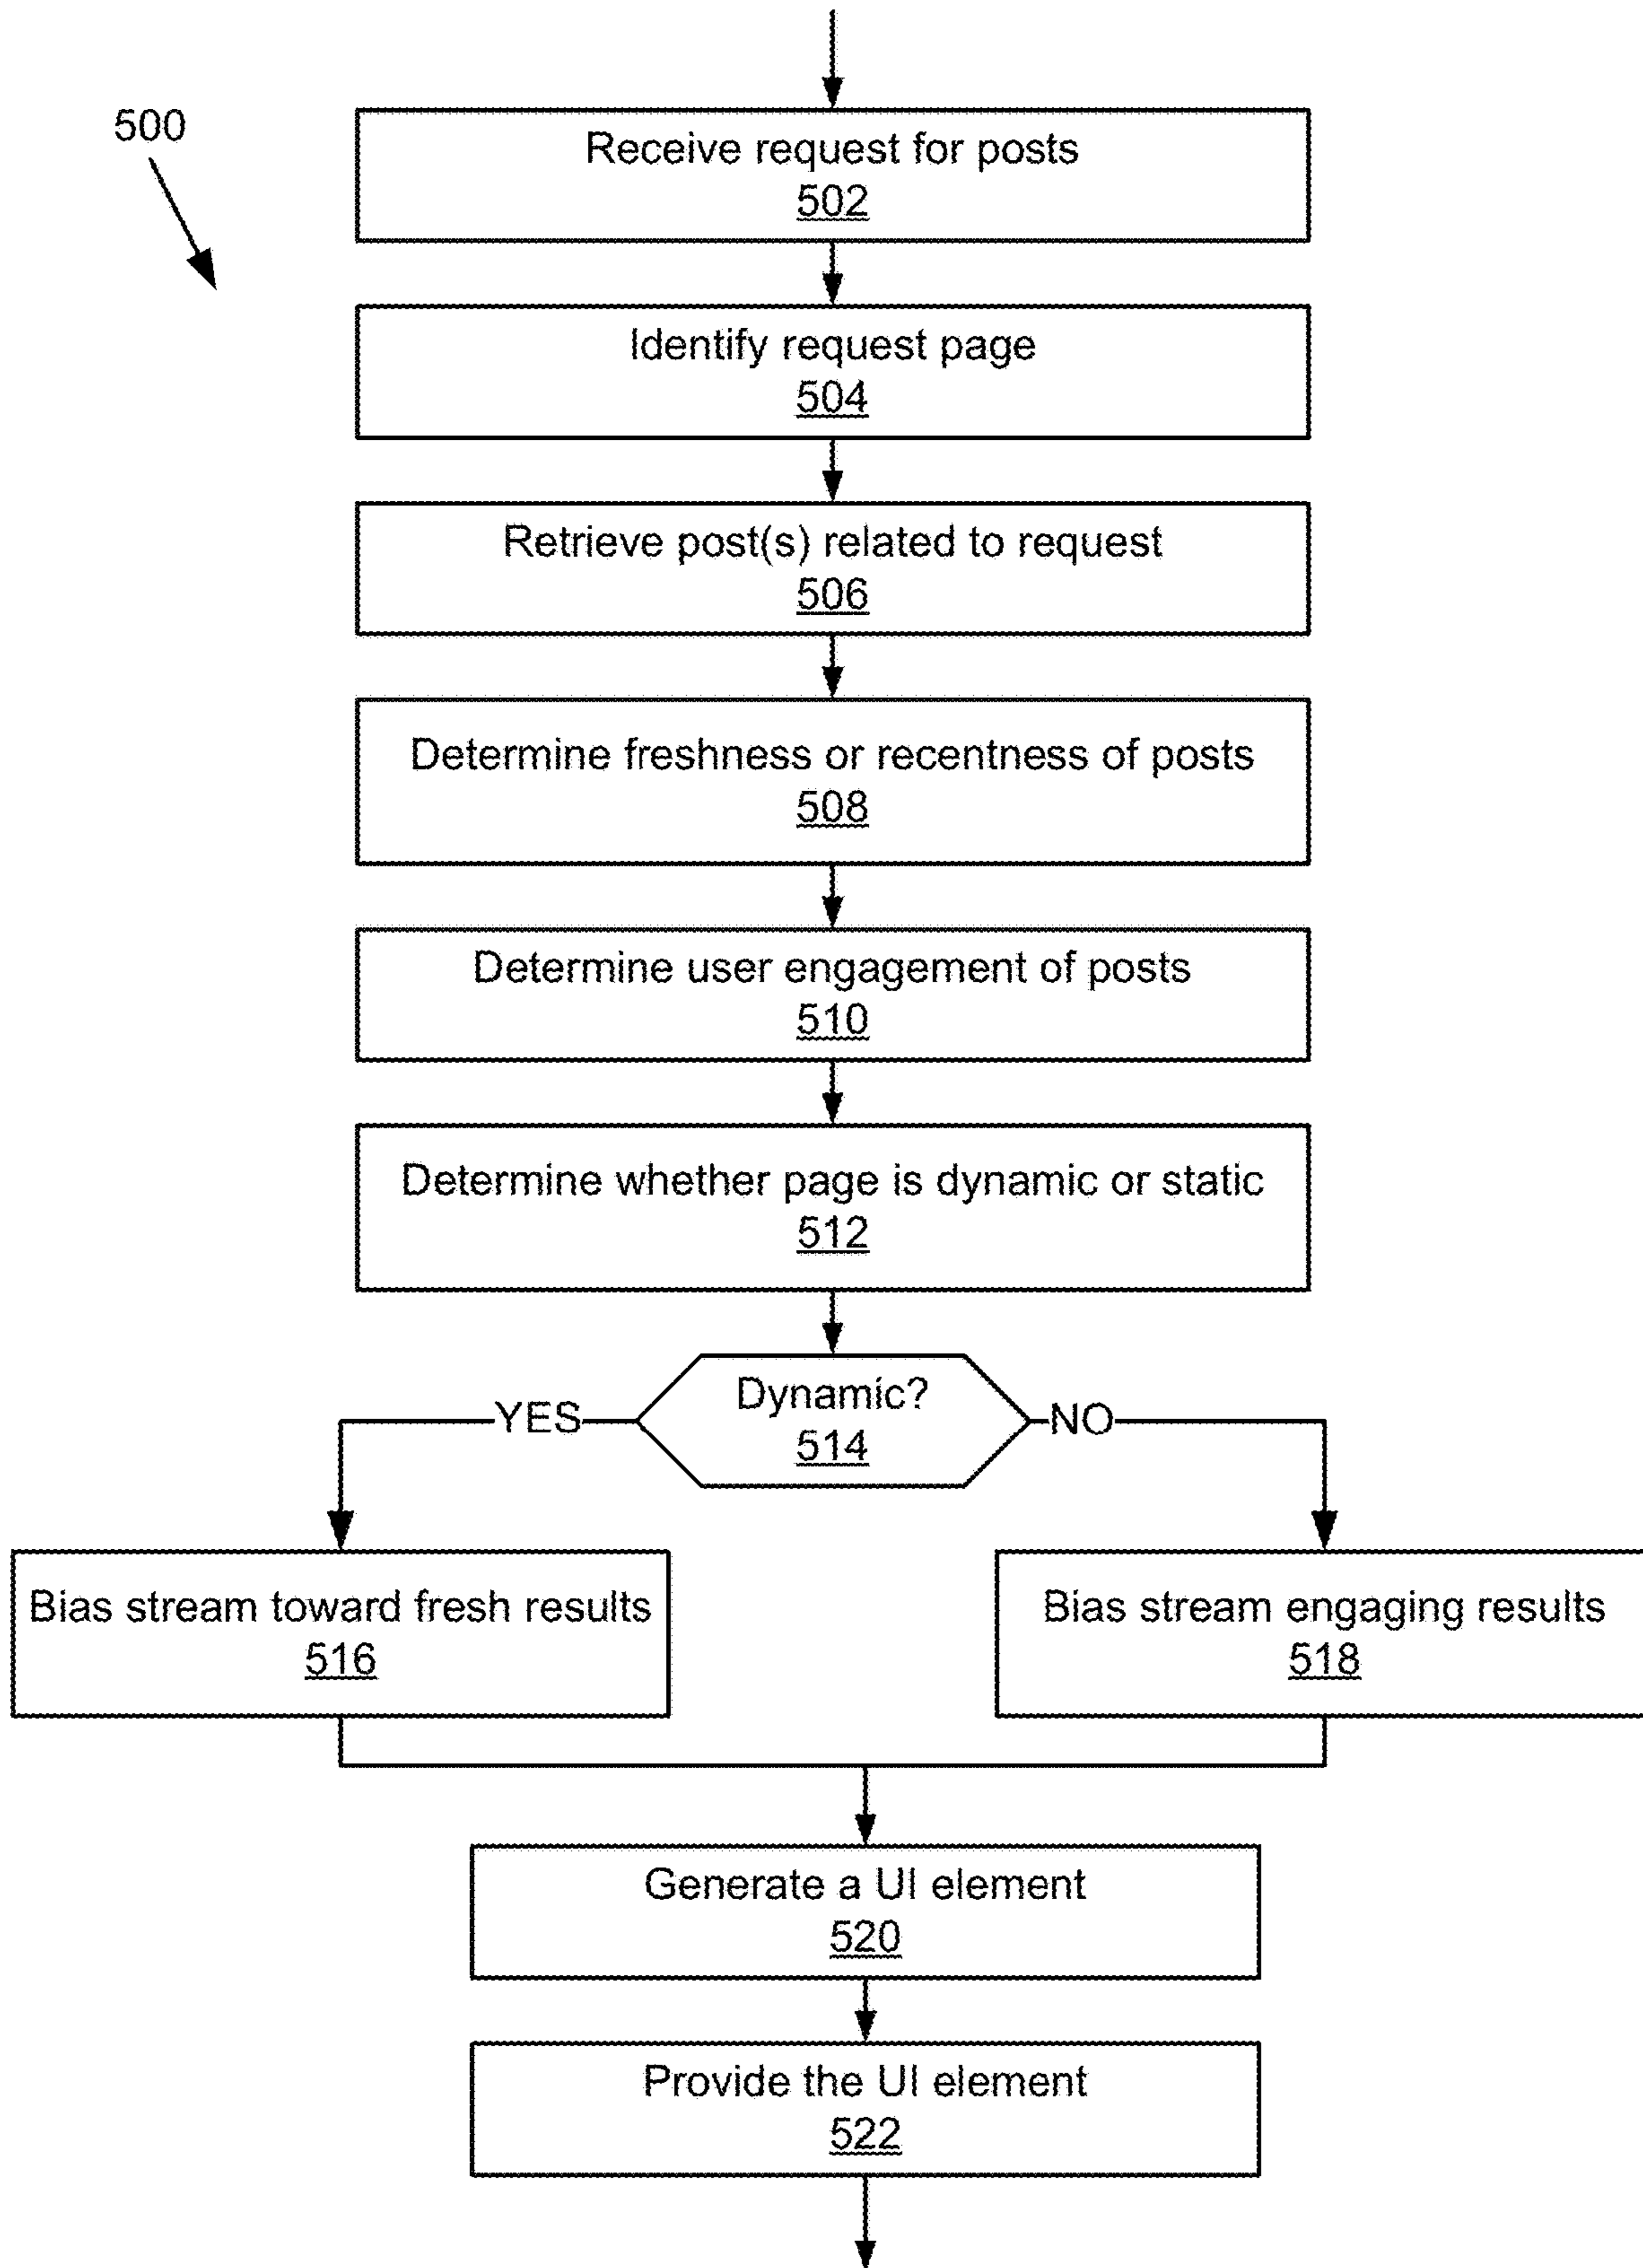 500
Receive request for posts
502
Identify request page
504
Retrieve post(s) related to request
506
Determine freshness or recentness of posts
508
Determine user engagement of posts
510
Determine whether page is dynamic or static
512
Dynamic?
514
YES
NO
Bias stream toward fresh results
516
Bias stream engaging results
518
Generate a UI element
520
Provide the UI element
522